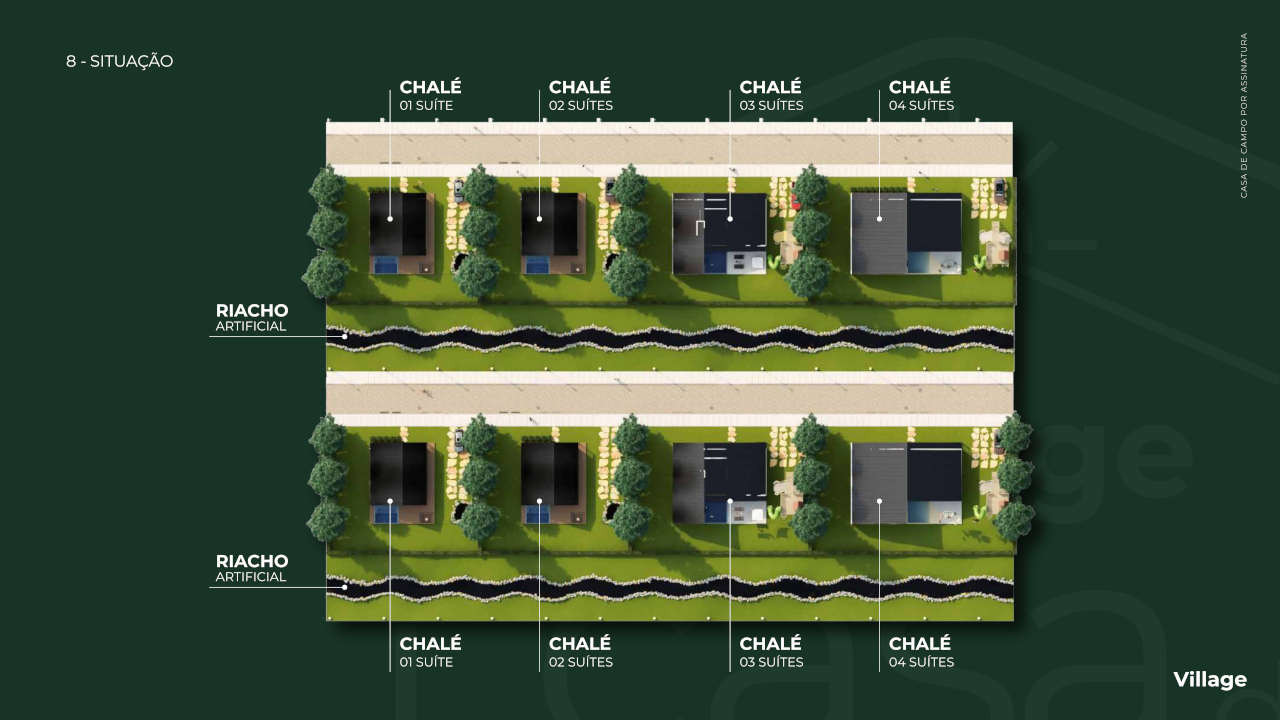 8 - SITUAÇÃO
CASA DE CAMPO POR ASSINATURA
CHALÉ
01 SUÍTE
CHALÉ
02 SUÍTES
CHALÉ
03 SUÍTES
CHALÉ
04 SUÍTES
RIACHO
ARTIFICIAL
RIACHO
ARTIFICIAL
CHALÉ
01 SUÍTE
CHALÉ
02 SUÍTES
CHALÉ
03 SUÍTES
CHALÉ
04 SUÍTES
Village